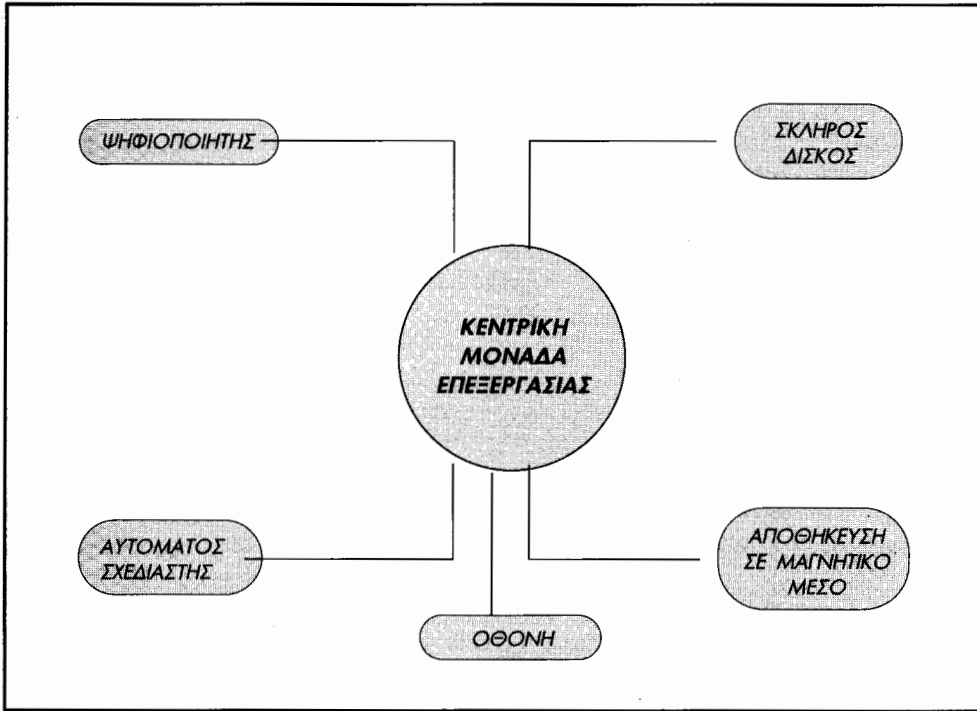 ΨΗΦΙΟΠΟΙΗΤΗΣ
ΣΚΛΗΡΟΣ
ΔΙΣΚΟΣ
ΚΕΝΤΡΙΚΗ
ΜΟΝΑΔΑ
ΕΠΕΞΕΡΓΑΣΙΑΣ
ΑΥΤΟΜΑΤΟΣ
ΣΧΕΔΙΑΣΤΗΣ
ΑΠΟΘΗΚΕΥΣΗ
ΣΕ ΜΑΓΝΗΤΙΚΟ
ΜΕΣΟ
ΟΘΟΝΗ